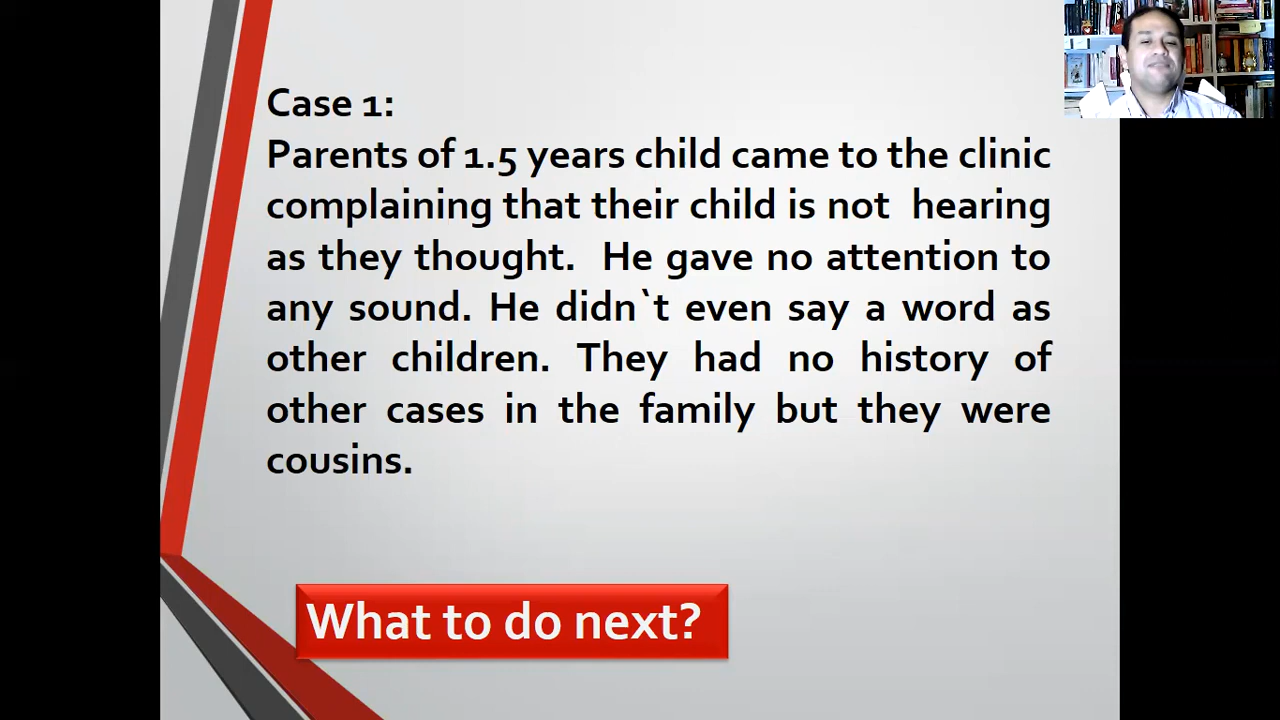 Case 1:
Parents of 1.5 years child came to the clinic
complaining that their child is not hearing
as they thought. He gave no attention to
any sound. He didn`t even say a word as
other children. They had no history of
other cases in the family but they were
cousins.
What to do next?